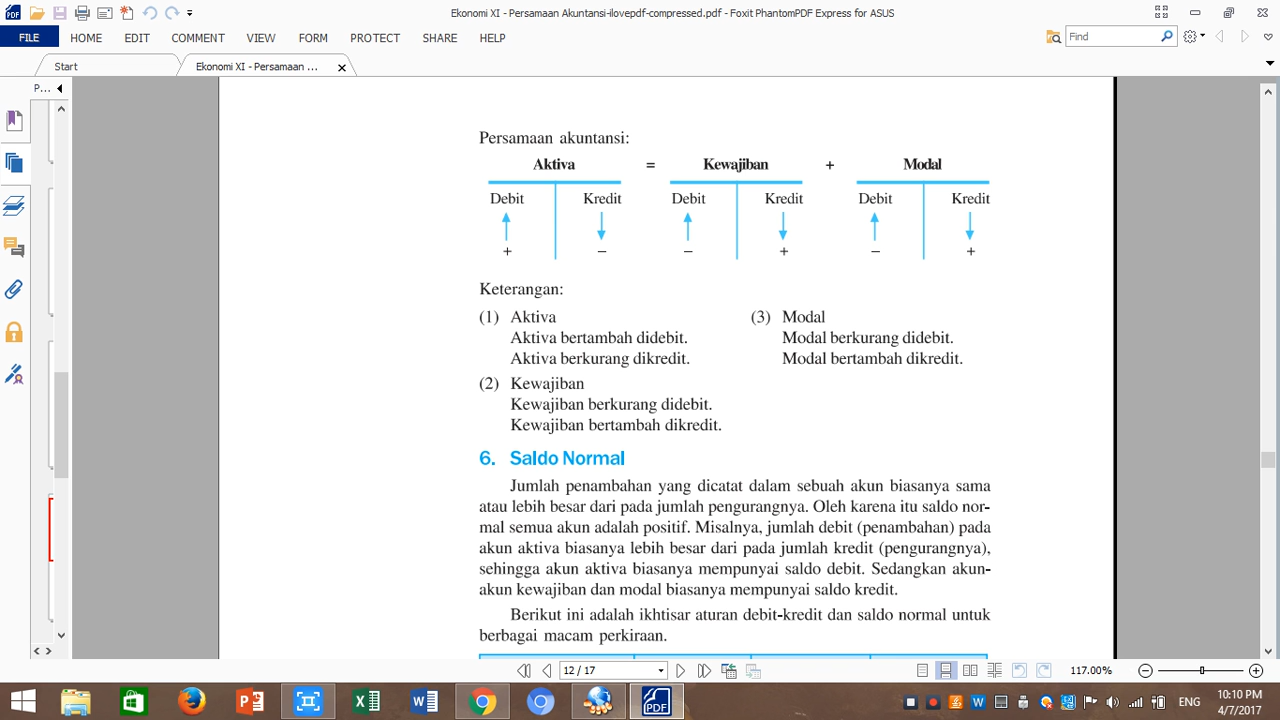 Ekonomi XI - Persamaan Akuntansi-ilovepdf-compressed.pdf - Foxit PhantomPDF Express for ASUS
FILE HOME EDIT COMMENT VIEW FORM PROTECT SHARE HELP
Find
Start
Ekonomi XI - Persamaan ...
P...
Persamaan akuntansi:
Aktiva = Kewajiban + Modal
Debit Kredit Debit Kredit Debit Kredit
+ – – + – +
Keterangan:
(1) Aktiva
Aktiva bertambah didebit.
Aktiva berkurang dikredit.
(2) Kewajiban
Kewajiban berkurang didebit.
Kewajiban bertambah dikredit.
(3) Modal
Modal berkurang didebit.
Modal bertambah dikredit.
6. Saldo Normal
Jumlah penambahan yang dicatat dalam sebuah akun biasanya sama
atau lebih besar dari pada jumlah pengurangnya. Oleh karena itu saldo nor-
mal semua akun adalah positif. Misalnya, jumlah debit (penambahan) pada
akun aktiva biasanya lebih besar dari pada jumlah kredit (pengurangnya),
sehingga akun aktiva biasanya mempunyai saldo debit. Sedangkan akun-
akun kewajiban dan modal biasanya mempunyai saldo kredit.
Berikut ini adalah ikhtisar aturan debit-kredit dan saldo normal untuk
berbagai macam perkiraan.
12 / 17
117.00%
ENG
10:10 PM
4/7/2017